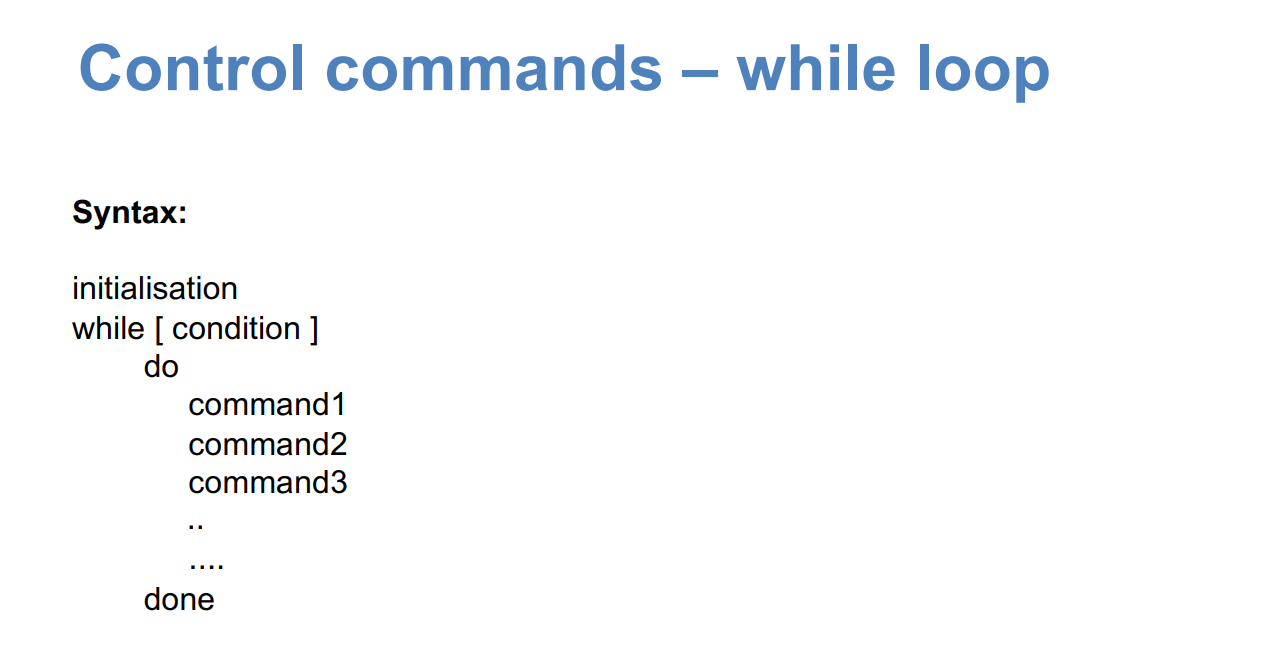 Control commands – while loop
Syntax:
initialisation
while [ condition ]
do
command1
command2
command3
..
....
done